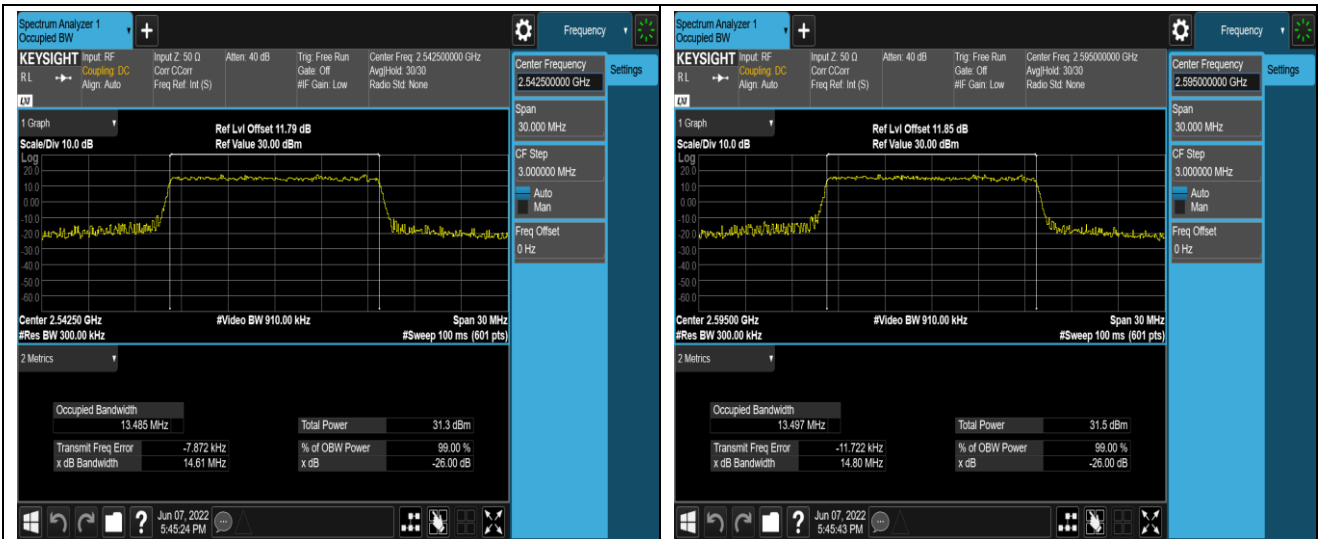 Spectrum Analyzer 1
Occupied BW
+
Frequency
KEYSIGHT Input: RF Input Z: 50 Ω Atten: 40 dB Trig: Free Run Center Freq: 2.542500000 GHz
R L Coupling: DC Corr CCorr Gate: Off Avg|Hold: 30/30
Align: Auto Freq Ref: Int (S) #IF Gain: Low Radio Std: None
LXI
Center Frequency
2.542500000 GHz
Settings
Span
30.000 MHz
CF Step
3.000000 MHz
Auto
Man
Freq Offset
0 Hz
1 Graph
Ref Lvl Offset 11.79 dB
Scale/Div 10.0 dB Ref Value 30.00 dBm
Log
20.0
10.0
0.00
-10.0
-20.0
-30.0
-40.0
-50.0
-60.0
Center 2.54250 GHz #Video BW 910.00 kHz Span 30 MHz
#Res BW 300.00 kHz #Sweep 100 ms (601 pts)
2 Metrics
Occupied Bandwidth
13.485 MHz Total Power 31.3 dBm
Transmit Freq Error -7.872 kHz % of OBW Power 99.00 %
x dB Bandwidth 14.61 MHz x dB -26.00 dB
? Jun 07, 2022
5:45:24 PM
Spectrum Analyzer 1
Occupied BW
+
Frequency
KEYSIGHT Input: RF Input Z: 50 Ω Atten: 40 dB Trig: Free Run Center Freq: 2.595000000 GHz
R L Coupling: DC Corr CCorr Gate: Off Avg|Hold: 30/30
Align: Auto Freq Ref: Int (S) #IF Gain: Low Radio Std: None
LXI
Center Frequency
2.595000000 GHz
Settings
Span
30.000 MHz
CF Step
3.000000 MHz
Auto
Man
Freq Offset
0 Hz
1 Graph
Ref Lvl Offset 11.85 dB
Scale/Div 10.0 dB Ref Value 30.00 dBm
Log
20.0
10.0
0.00
-10.0
-20.0
-30.0
-40.0
-50.0
-60.0
Center 2.59500 GHz #Video BW 910.00 kHz Span 30 MHz
#Res BW 300.00 kHz #Sweep 100 ms (601 pts)
2 Metrics
Occupied Bandwidth
13.497 MHz Total Power 31.5 dBm
Transmit Freq Error -11.722 kHz % of OBW Power 99.00 %
x dB Bandwidth 14.80 MHz x dB -26.00 dB
? Jun 07, 2022
5:45:43 PM